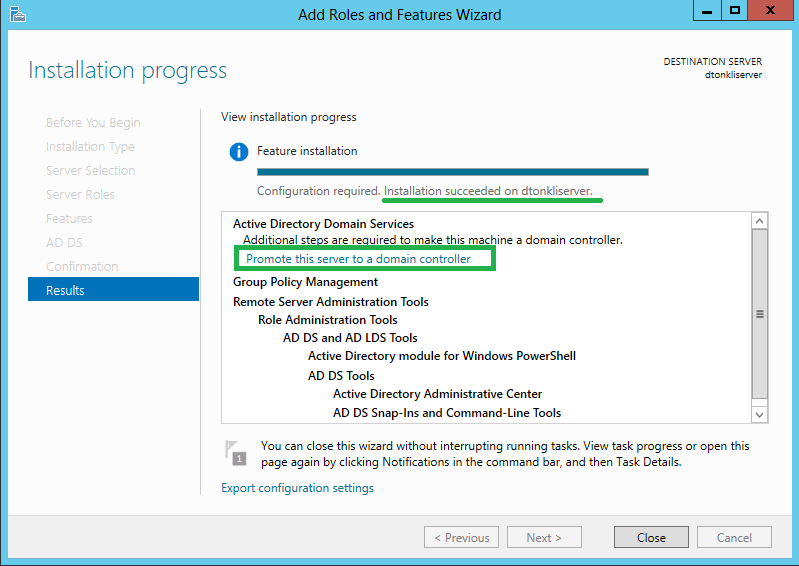 Add Roles and Features Wizard
Installation progress
DESTINATION SERVER
dtonkliserver
Before You Begin
Installation Type
Server Selection
Server Roles
Features
AD DS
Confirmation
Results
View installation progress
Feature installation
Configuration required. Installation succeeded on dtonkliserver.
Active Directory Domain Services
Additional steps are required to make this machine a domain controller.
Promote this server to a domain controller
Group Policy Management
Remote Server Administration Tools
Role Administration Tools
AD DS and AD LDS Tools
Active Directory module for Windows PowerShell
AD DS Tools
Active Directory Administrative Center
AD DS Snap-Ins and Command-Line Tools
1
You can close this wizard without interrupting running tasks. View task progress or open this
page again by clicking Notifications in the command bar, and then Task Details.
Export configuration settings
< Previous
Next >
Close
Cancel